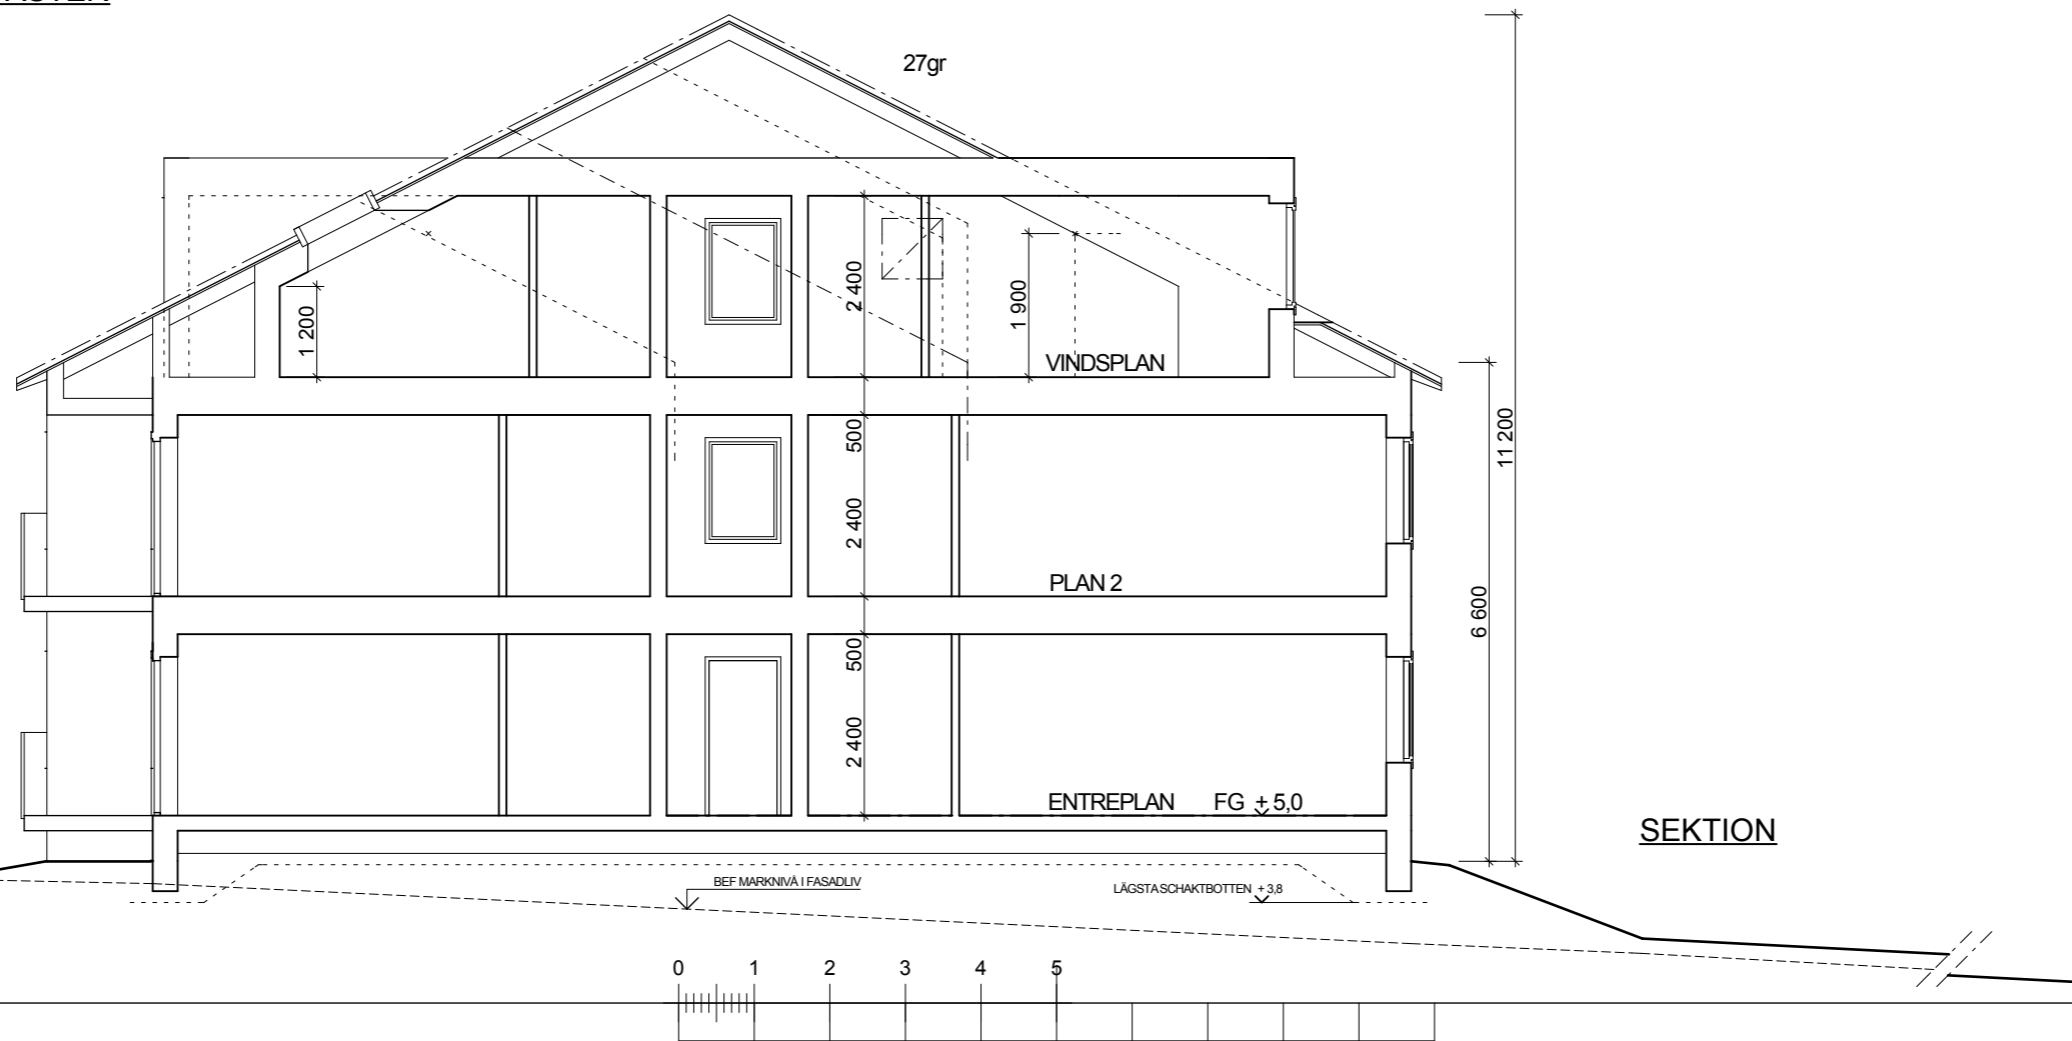 27gr
2 400
1 200
1 900
VINDSPLAN
500
11 200
2 400
PLAN 2
6 600
500
2 400
ENTREPLAN FG + 5,0
SEKTION
BEF MARKNIVÅ I FASADLIV
LÄGSTA SCHAKTBOTTEN + 3,8
0 1 2 3 4 5